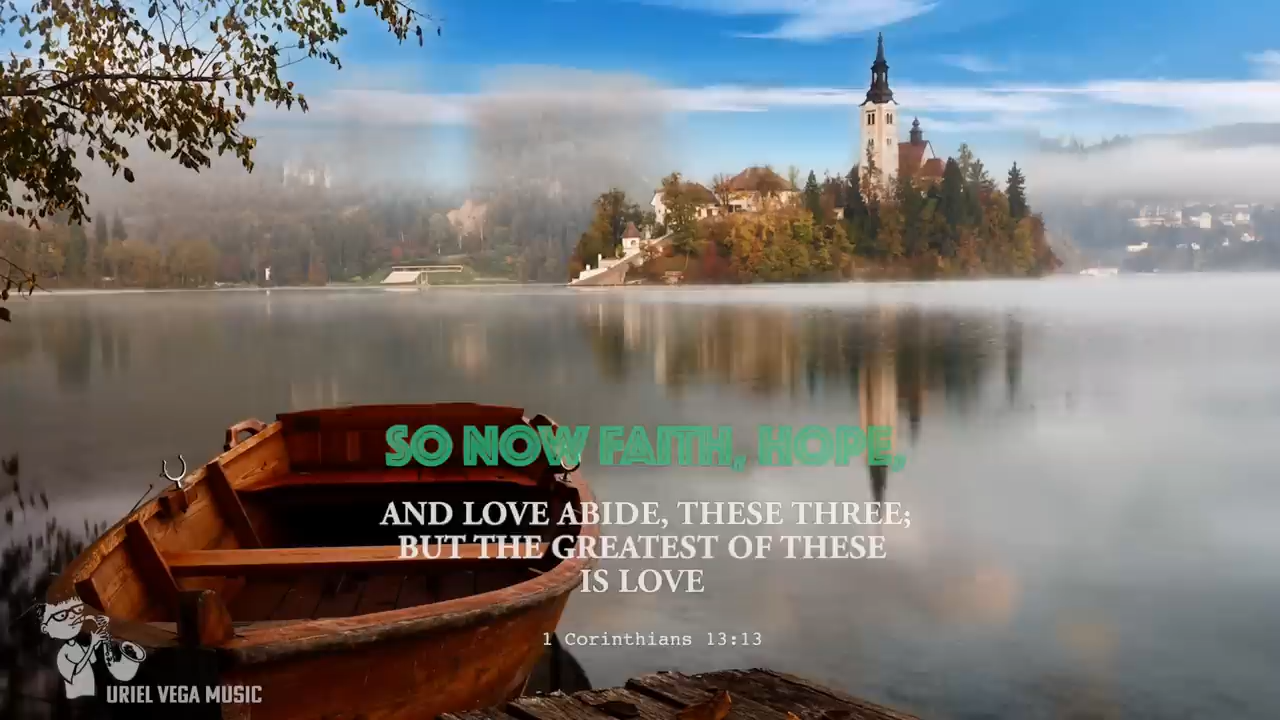 SO NOW FAITH, HOPE,
AND LOVE ABIDE, THESE THREE;
BUT THE GREATEST OF THESE
IS LOVE
1 Corinthians 13:13
URIEL VEGA MUSIC